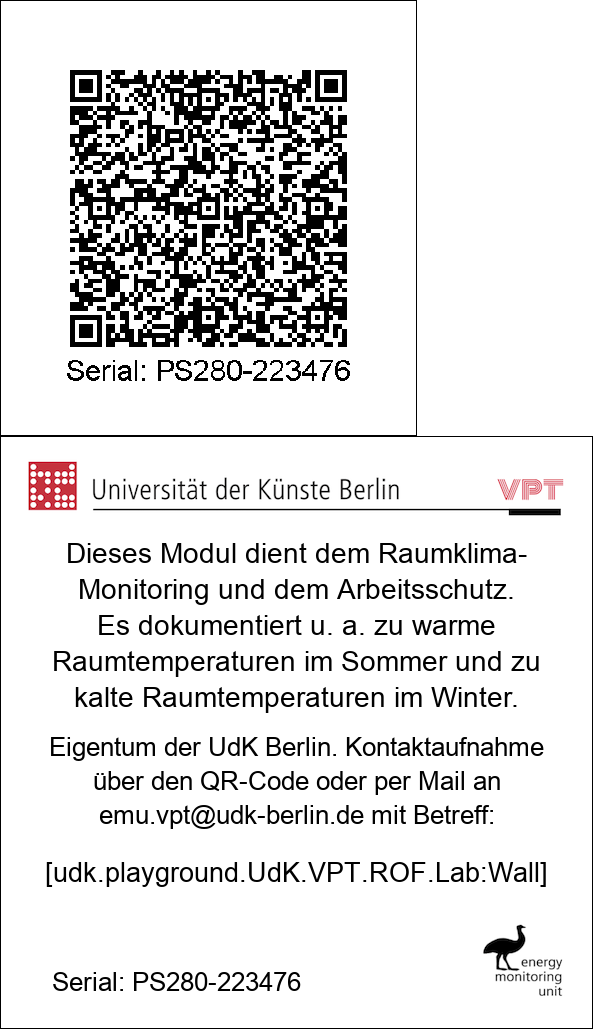 Serial: PS280-223476
Universität der Künste Berlin
VPT
Dieses Modul dient dem Raumklima-
Monitoring und dem Arbeitsschutz.
Es dokumentiert u. a. zu warme
Raumtemperaturen im Sommer und zu
kalte Raumtemperaturen im Winter.
Eigentum der UdK Berlin. Kontaktaufnahme
über den QR-Code oder per Mail an
emu.vpt@udk-berlin.de mit Betreff:
[udk.playground.UdK.VPT.ROF.Lab:Wall]
energy
monitoring
unit
Serial: PS280-223476